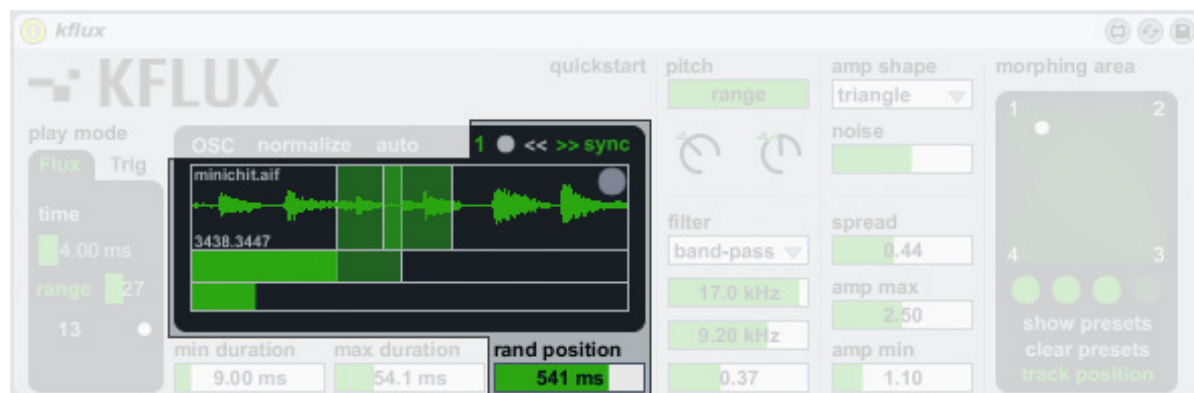 kflux
KFLUX
quickstart
play mode
Flux Trig
time
4.00 ms
range 27
13
OSC normalize auto 1 << >> sync
minichit.aif
3438.3447
min duration max duration rand position
9.00 ms 54.1 ms 541 ms
pitch
range
filter
band-pass
17.0 kHz
9.20 kHz
0.37
amp shape
triangle
noise
spread
0.44
amp max
2.50
amp min
1.10
morphing area
1 2
4 3
show presets
clear presets
track position